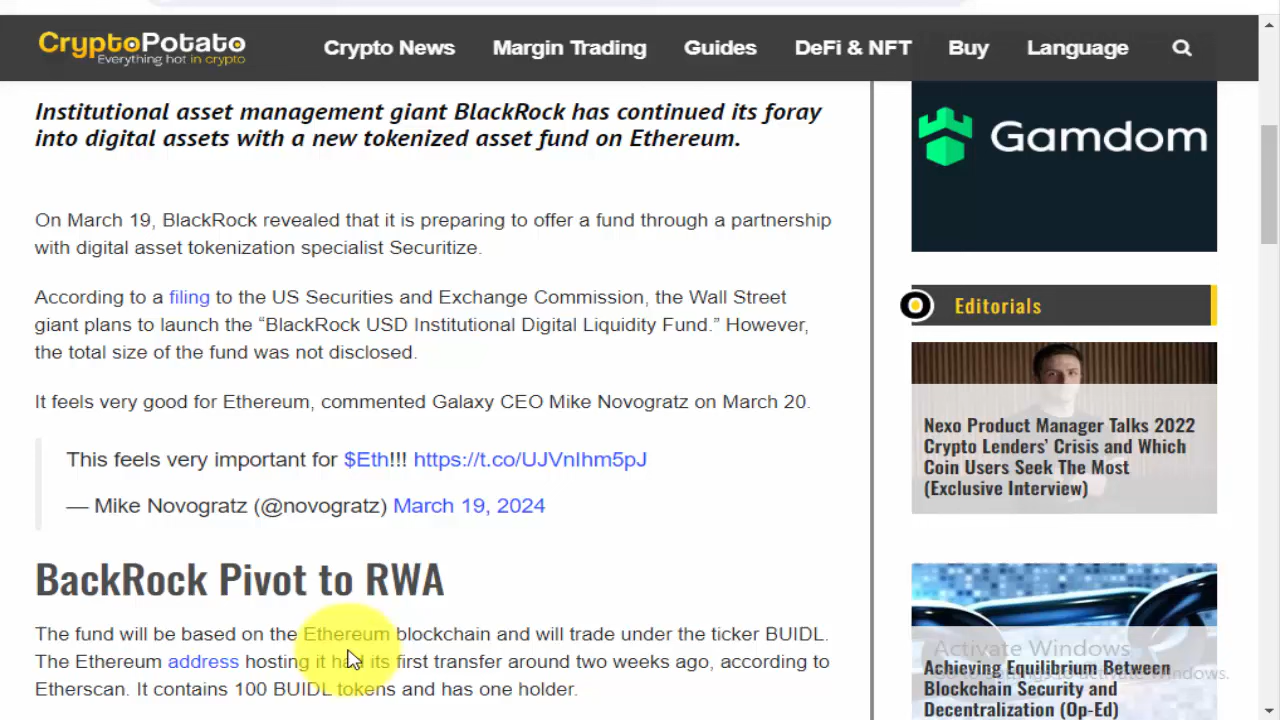 CryptoPotato
Everything hot in crypto
Crypto News
Margin Trading
Guides
DeFi & NFT
Buy
Language
Institutional asset management giant BlackRock has continued its foray
into digital assets with a new tokenized asset fund on Ethereum.
On March 19, BlackRock revealed that it is preparing to offer a fund through a partnership
with digital asset tokenization specialist Securitize.
According to a filing to the US Securities and Exchange Commission, the Wall Street
giant plans to launch the “BlackRock USD Institutional Digital Liquidity Fund.” However,
the total size of the fund was not disclosed.
It feels very good for Ethereum, commented Galaxy CEO Mike Novogratz on March 20.
This feels very important for $Eth!!! https://t.co/UJVnIhm5pJ
— Mike Novogratz (@novogratz) March 19, 2024
BackRock Pivot to RWA
The fund will be based on the Ethereum blockchain and will trade under the ticker BUIDL.
The Ethereum address hosting it had its first transfer around two weeks ago, according to
Etherscan. It contains 100 BUIDL tokens and has one holder.
Gamdom
Editorials
Nexo Product Manager Talks 2022
Crypto Lenders’ Crisis and Which
Coin Users Seek The Most
(Exclusive Interview)
Activate Windows
Achieving Equilibrium Between
Go to Settings to activate Windows.
Blockchain Security and
Decentralization (Op-Ed)